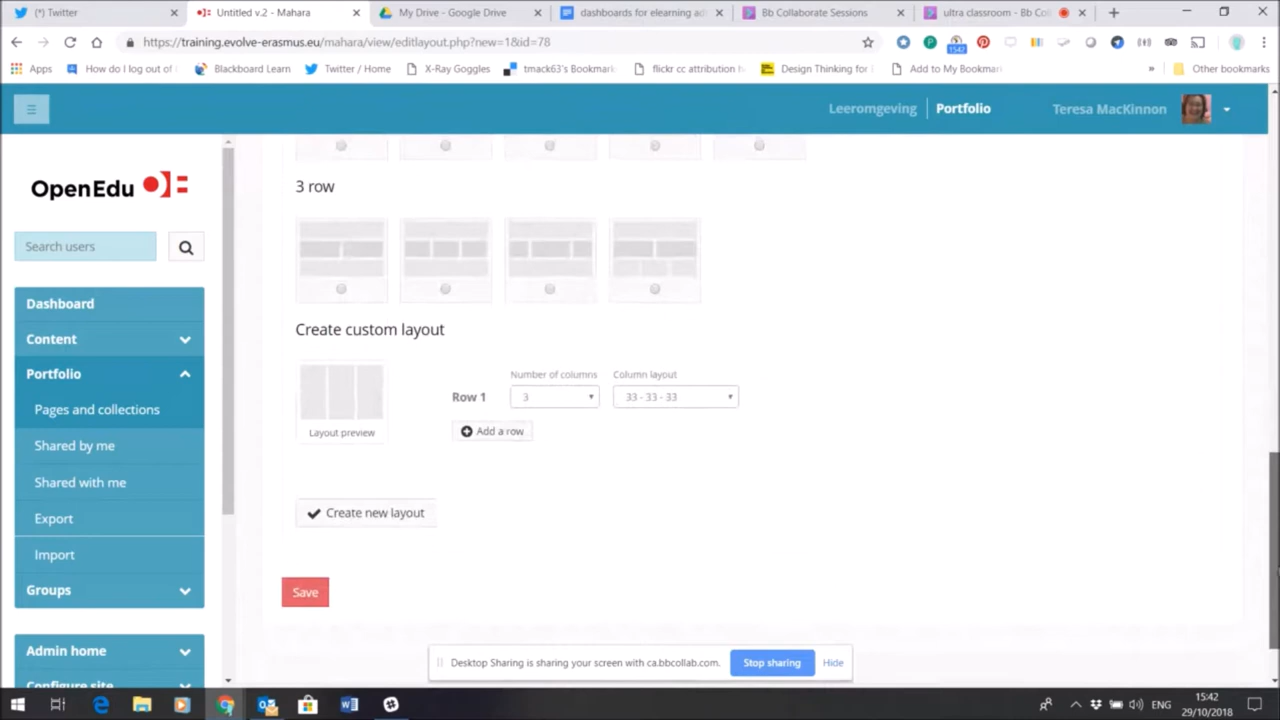 (*) Twitter
Untitled v.2 - Mahara
My Drive - Google Drive
dashboards for elearning ad
Bb Collaborate Sessions
ultra classroom - Bb Col
https://training.evolve-erasmus.eu/mahara/view/editlayout.php?new=1&id=78
1542
Apps
How do I log out of
Blackboard Learn
Twitter / Home
X-Ray Goggles
tmack63's Bookmark
flickr cc attribution h
Design Thinking for
Add to My Bookmar
»
Other bookmarks
Leeromgeving
Portfolio
Teresa MacKinnon
OpenEdu
Search users
Dashboard
Content
Portfolio
Pages and collections
Shared by me
Shared with me
Export
Import
Groups
Admin home
Configure site
3 row
Create custom layout
Layout preview
Number of columns
Column layout
Row 1
3
33 - 33 - 33
Add a row
Create new layout
Save
Desktop Sharing is sharing your screen with ca.bbcollab.com.
Stop sharing
Hide
ENG
15:42
29/10/2018